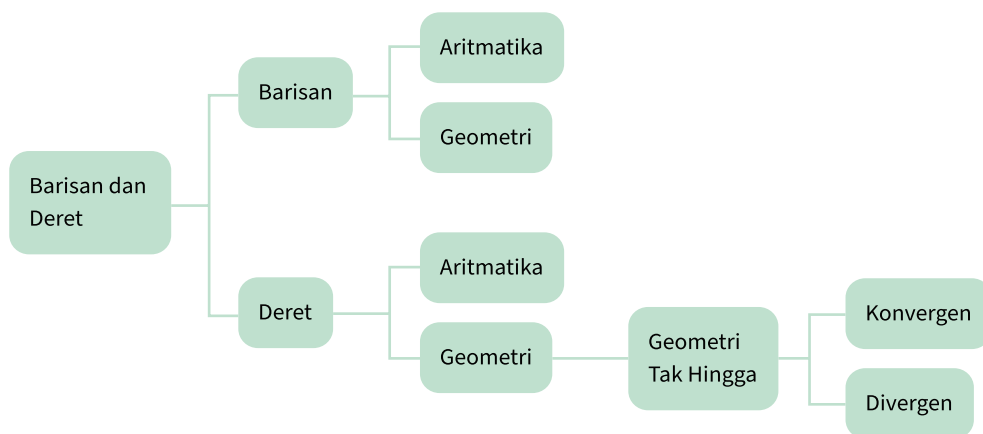 Barisan dan
Deret
Barisan
Aritmatika
Geometri
Deret
Aritmatika
Geometri
Geometri
Tak Hingga
Konvergen
Divergen